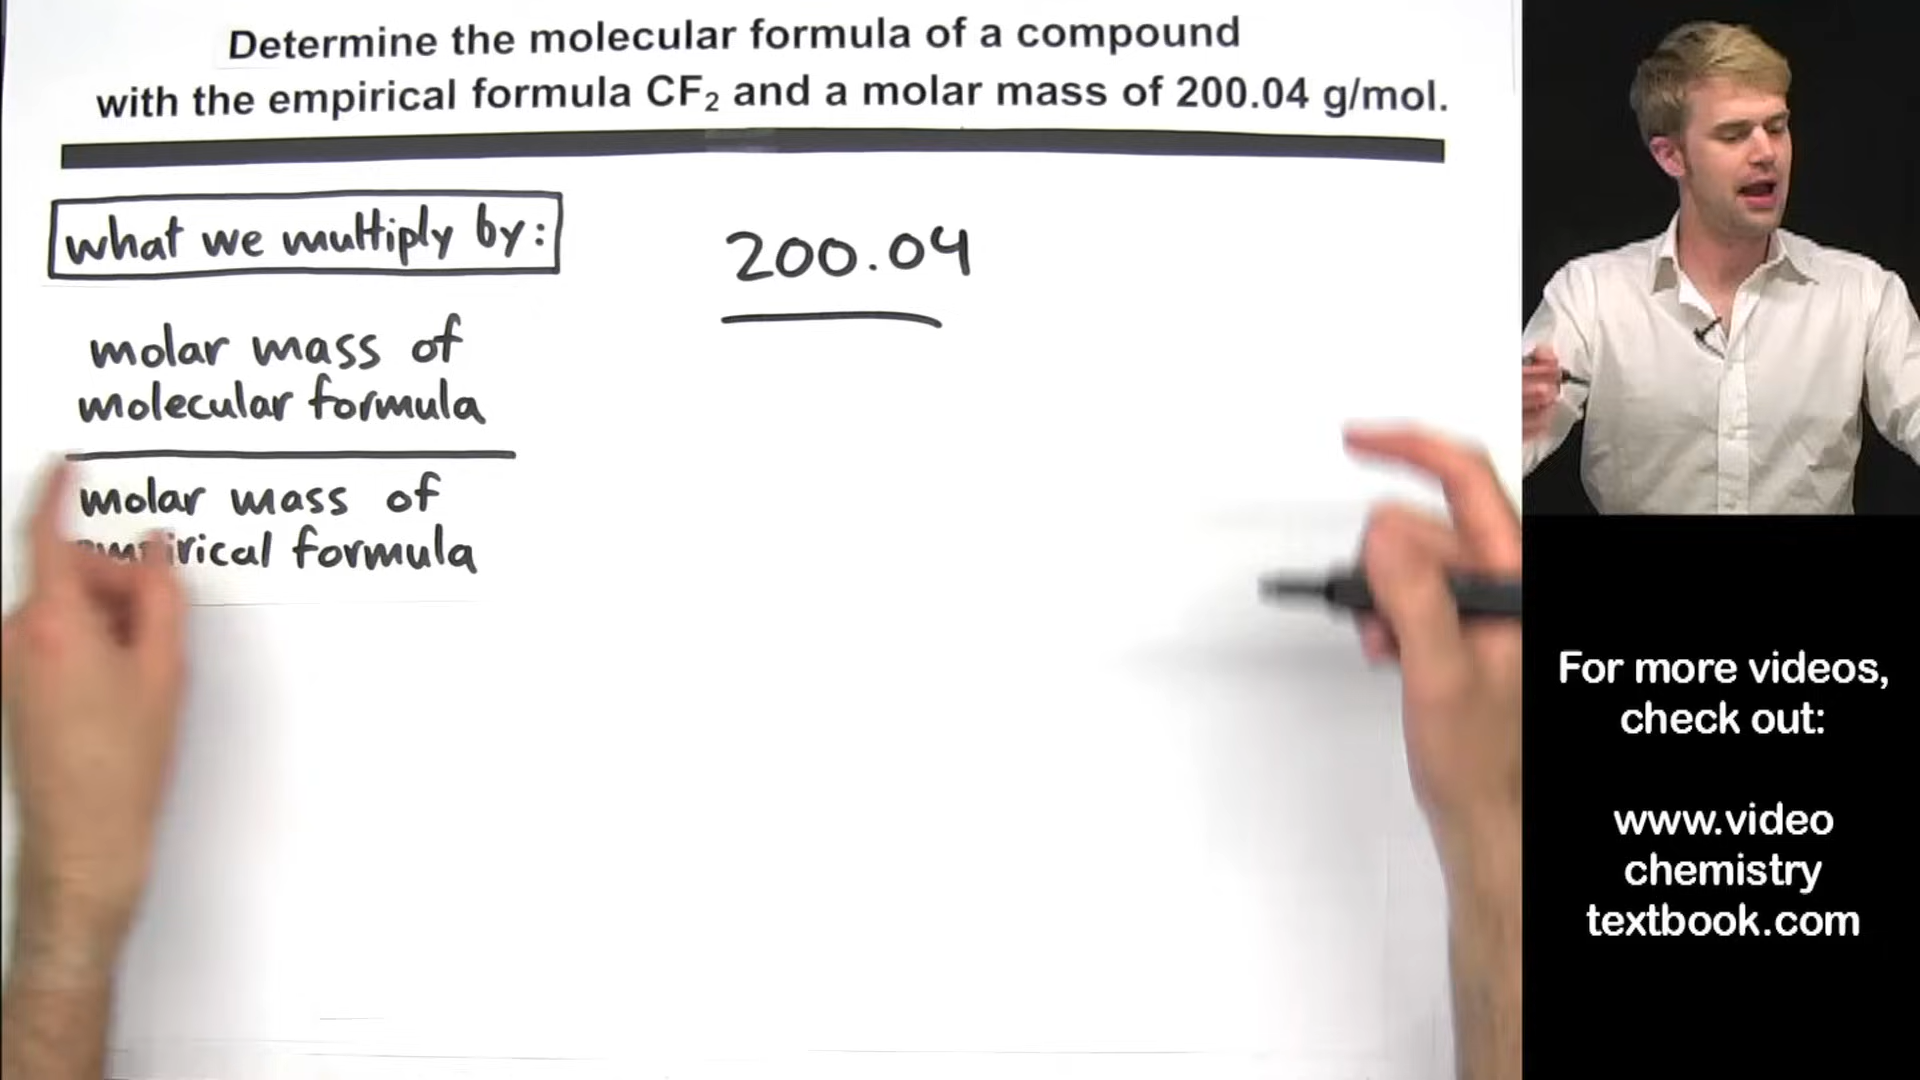 Determine the molecular formula of a compound
with the empirical formula CF₂ and a molar mass of 200.04 g/mol.
what we multiply by:
molar mass of
molecular formula
molar mass of
empirical formula
200.04
For more videos,
check out:
www.video
chemistry
textbook.com